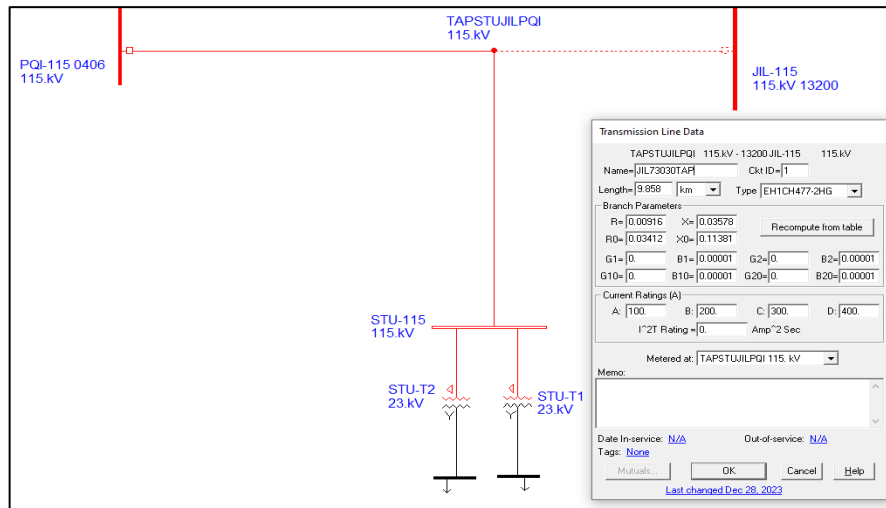 TAPSTUJILPQI
115.kV
PQI-115 0406
115.kV
JIL-115
115.kV 13200
STU-115
115.kV
STU-T2
23.kV
STU-T1
23.kV
Transmission Line Data
TAPSTUJILPQI 115.kV - 13200 JIL-115 115.kV
Name= JIL73030TAP Ckt ID= 1
Length= 9.858 km Type EH1CH477-2HG
Branch Parameters
R= 0.00916 X= 0.03578
Recompute from table
R0= 0.03412 X0= 0.11381
G1= 0. B1= 0.00001 G2= 0. B2= 0.00001
G10= 0. B10= 0.00001 G20= 0. B20= 0.00001
Current Ratings (A)
A: 100. B: 200. C: 300. D: 400.
I^2T Rating = 0. Amp^2 Sec
Metered at: TAPSTUJILPQI 115. kV
Memo:
Date In-service: N/A Out-of-service: N/A
Tags: None
Mutuals... OK Cancel Help
Last changed Dec 28, 2023